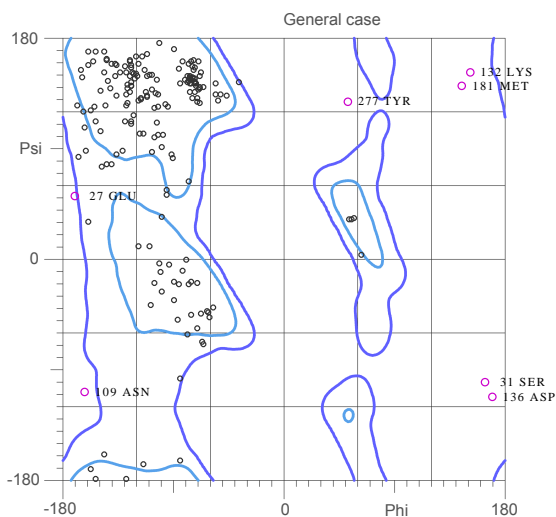 General case
180
132 LYS
181 MET
277 TYR
Psi
27 GLU
0
31 SER
109 ASN
136 ASP
-180
-180
0
Phi
180